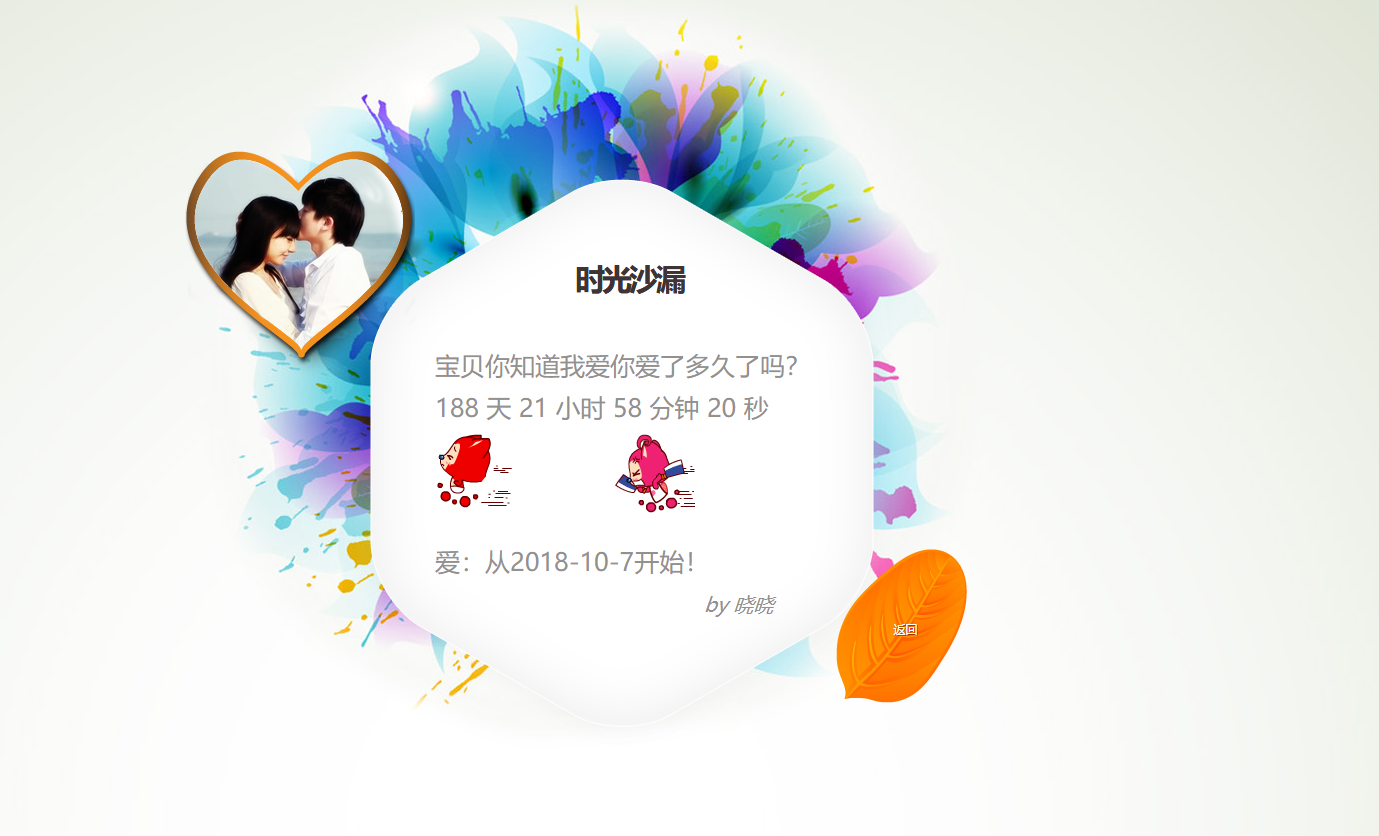 时光沙漏
宝贝你知道我爱你爱了多久了吗?
188 天 21 小时 58 分钟 20 秒
爱：从2018-10-7开始！
by 晓晓
返回